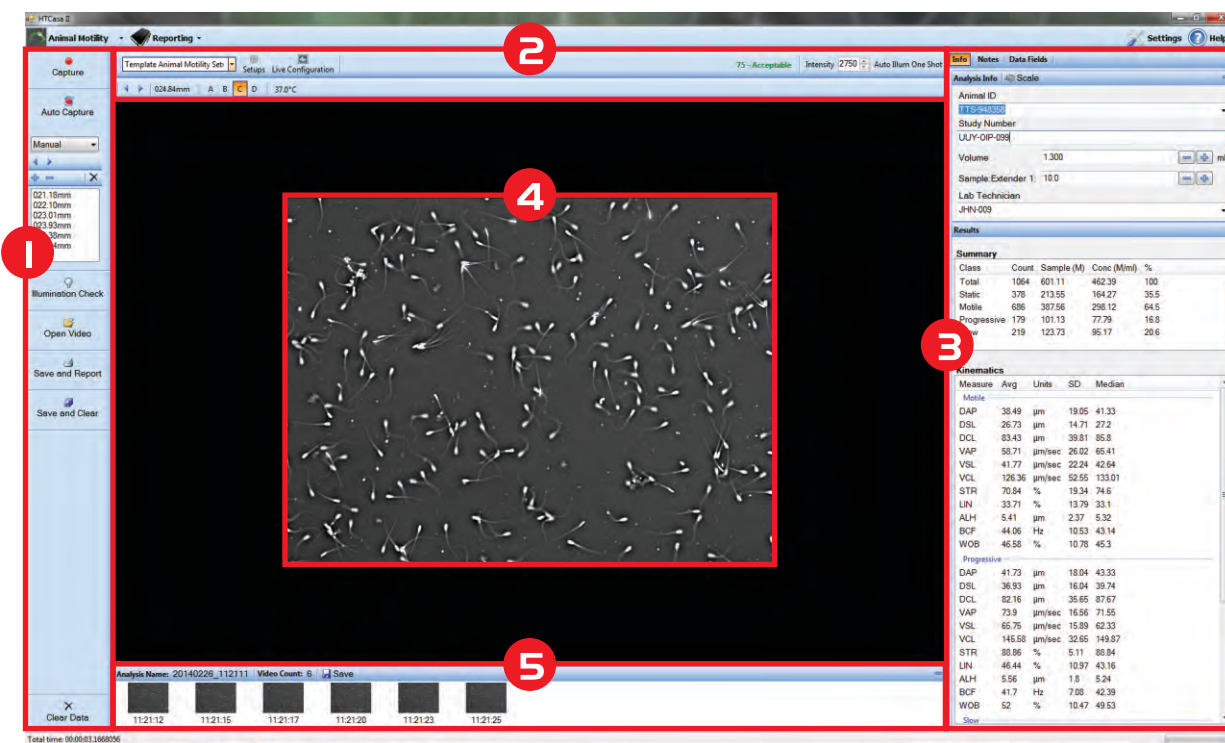 HTCasa II
Animal Motility Reporting Settings Help
Capture
Auto Capture
Manual
021.18mm
022.10mm
023.01mm
023.93mm
1
Illumination Check
Open Video
Save and Report
Save and Clear
Clear Data
2
Template Animal Motility Setu Setups Live Configuration 75 - Acceptable Intensity 2750 Auto Illum One Shot
024.84mm A B C D 37.0°C
4
5
Analysis Name: 20140226_112111 Video Count: 6 Save
11:21:12 11:21:15 11:21:17 11:21:20 11:21:23 11:21:25
3
Info Notes Data Fields
Analysis Info Scale
Animal ID
TTS-948358
Study Number
UUY-OIP-099
Volume 1.300 ml
Sample:Extender 1: 10.0
Lab Technician
JHN-009
Results
Summary
Class Count Sample (M) Conc (M/ml) %
Total 1064 601.11 462.39 100
Static 378 213.55 164.27 35.5
Motile 686 387.56 298.12 64.5
Progressive 179 101.13 77.79 16.8
219 123.73 95.17 20.6
Kinematics
Measure Avg Units SD Median
Motile
DAP 38.49 µm 19.05 41.33
DSL 26.73 µm 14.71 27.2
DCL 83.43 µm 39.81 85.8
VAP 58.71 µm/sec 26.02 65.41
VSL 41.77 µm/sec 22.24 42.64
VCL 126.36 µm/sec 52.55 133.01
STR 70.84 % 19.34 74.6
LIN 33.71 % 13.79 33.1
ALH 5.41 µm 2.37 5.32
BCF 44.06 Hz 10.53 43.14
WOB 46.58 % 10.78 45.3
Progressive
DAP 41.73 µm 18.04 43.33
DSL 36.93 µm 16.04 39.74
DCL 82.16 µm 35.65 87.67
VAP 73.9 µm/sec 16.56 71.55
VSL 65.75 µm/sec 15.89 62.33
VCL 145.58 µm/sec 32.65 149.87
STR 88.86 % 5.11 88.84
LIN 46.44 % 10.97 43.16
ALH 5.56 µm 1.8 5.24
BCF 41.7 Hz 7.08 42.39
WOB 52 % 10.47 49.53
Slow
Total time: 00:00:03.1668056